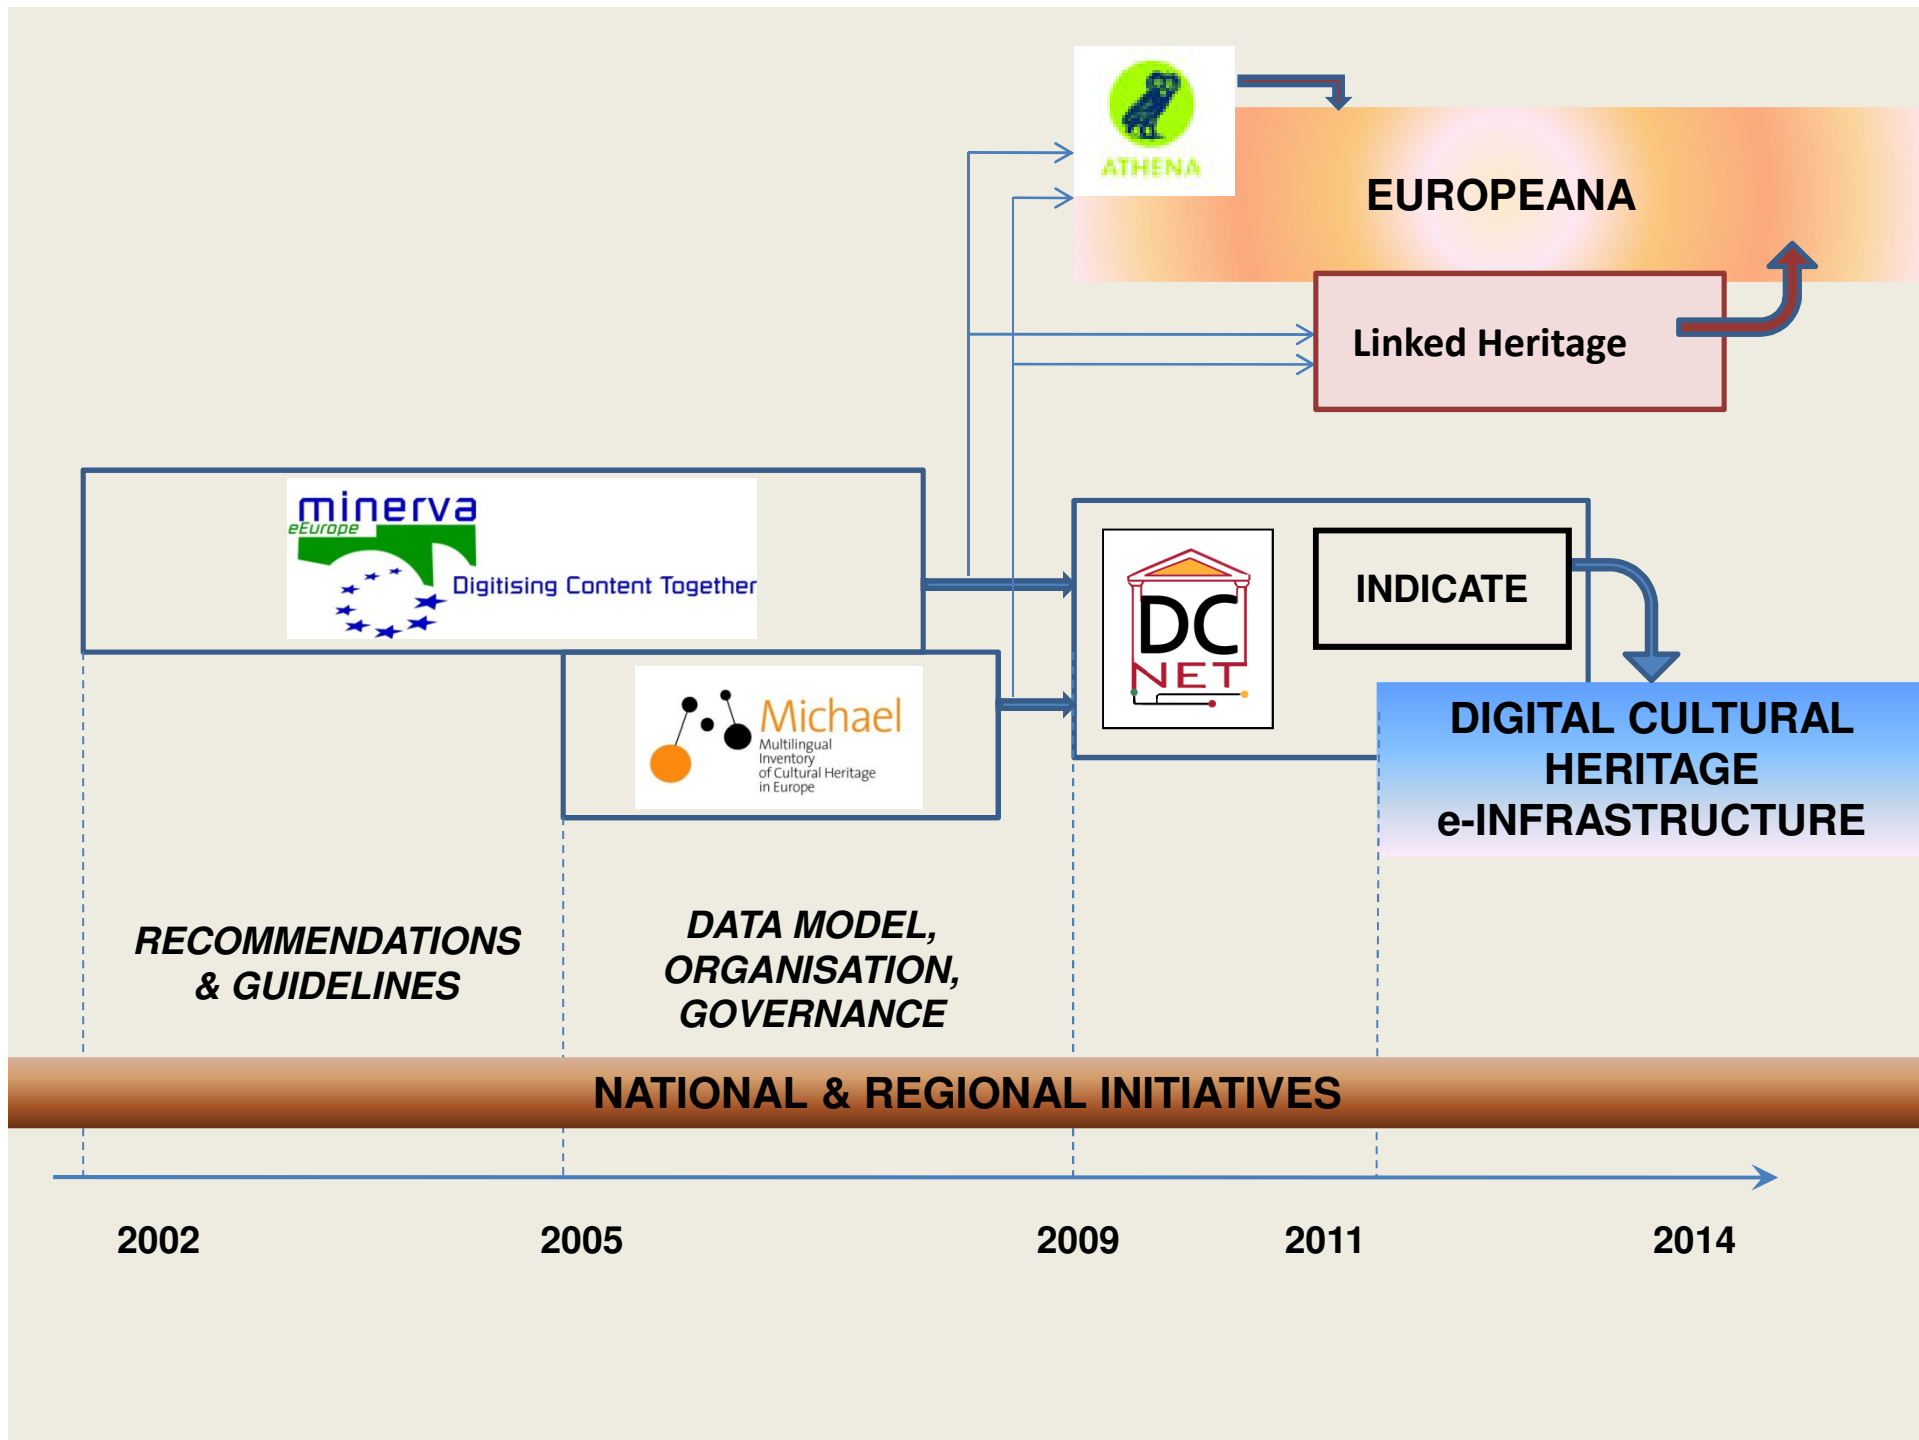 ATHENA
EUROPEANA
Linked Heritage
minerva
eEurope
Digitising Content Together
DC
NET
INDICATE
Michael
Multilingual
Inventory
of Cultural Heritage
in Europe
DIGITAL CULTURAL
HERITAGE
e-INFRASTRUCTURE
RECOMMENDATIONS
& GUIDELINES
DATA MODEL,
ORGANISATION,
GOVERNANCE
NATIONAL & REGIONAL INITIATIVES
2002 2005 2009 2011 2014